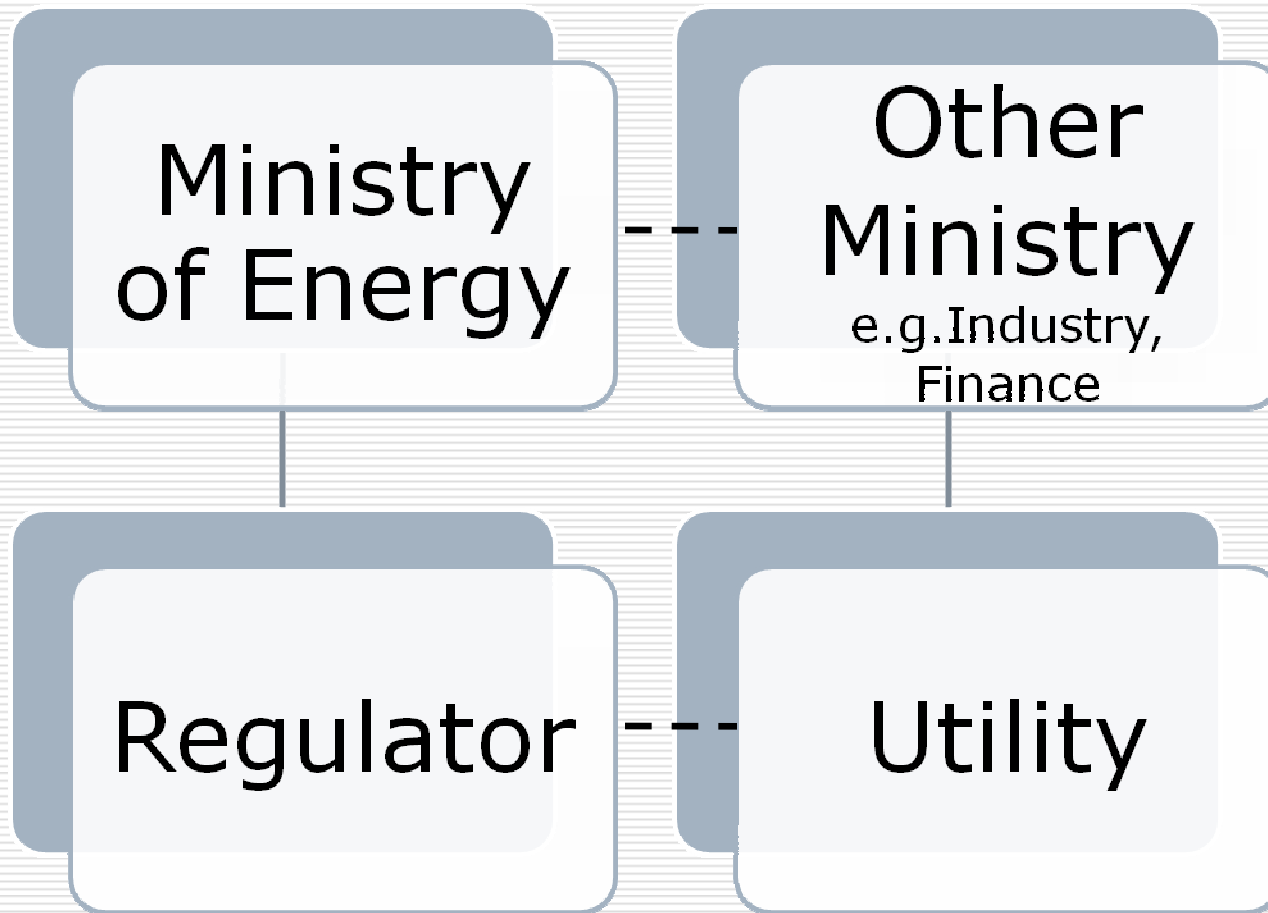 Ministry
of Energy
Other
Ministry
e.g.Industry,
Finance
Regulator
Utility